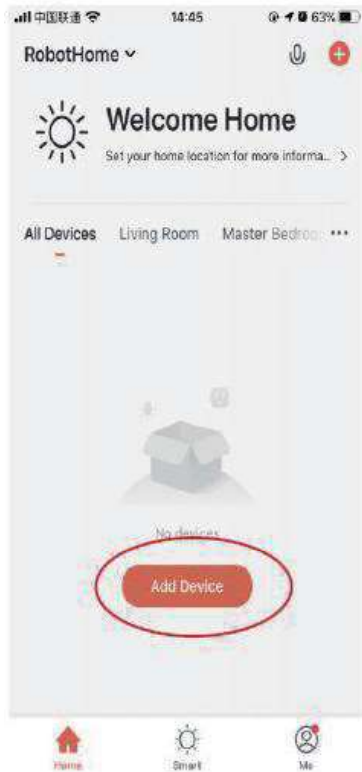 中国联通 14:45 63%
RobotHome
Welcome Home
Set your home location for more informa...
All Devices Living Room Master Bedroo
No devices
Add Device
Home Smart Me